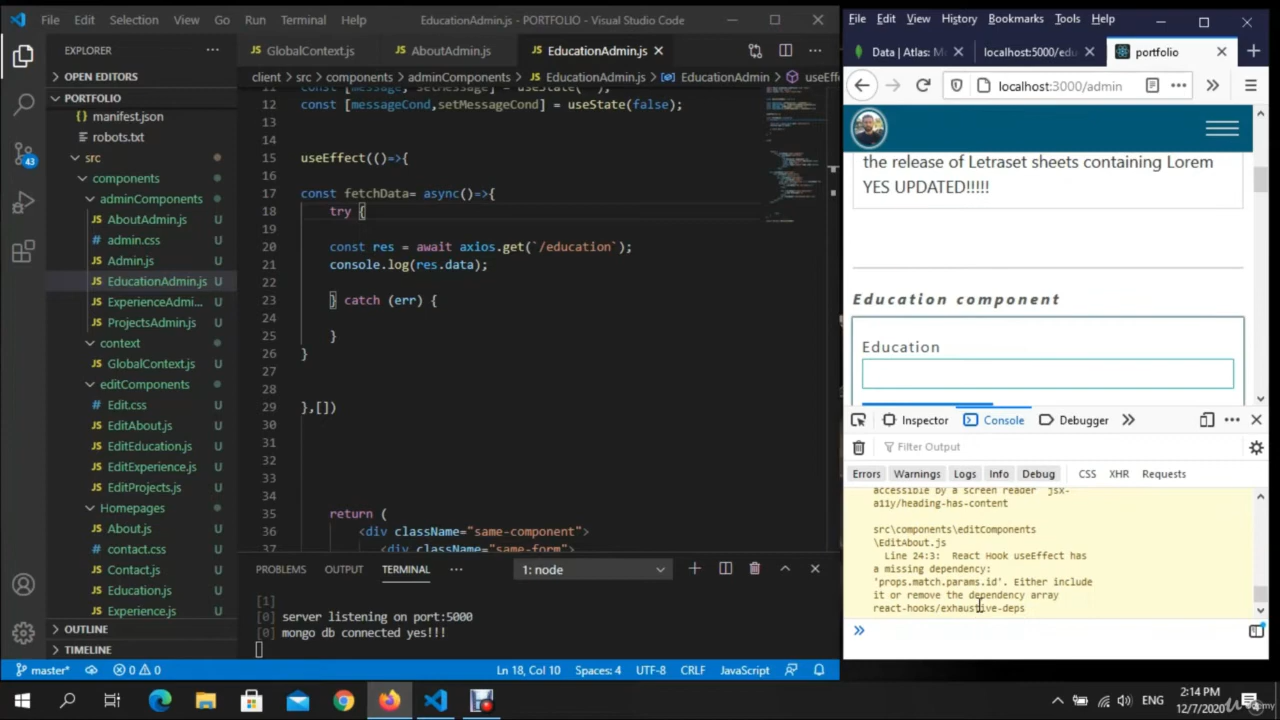 File Edit Selection View Go Run Terminal Help EducationAdmin.js - PORTFOLIO - Visual Studio Code
EXPLORER
OPEN EDITORS
PORTFOLIO
manifest.json
robots.txt
src
components
adminComponents
AboutAdmin.js U
admin.css U
Admin.js U
EducationAdmin.js U
ExperienceAdmi... U
ProjectsAdmin.js U
context
GlobalContext.js U
editComponents
Edit.css U
EditAbout.js U
EditEducation.js U
EditExperience.js U
EditProjects.js U
Homepages
About.js U
contact.css U
Contact.js U
Education.js U
Experience.js U
OUTLINE
TIMELINE
43
GlobalContext.js AboutAdmin.js EducationAdmin.js
client > src > components > adminComponents > EducationAdmin.js > EducationAdmin > useEff
11 const [message, setMessage] = useState("");
12 const [messageCond,setMessageCond] = useState(false);
13
14
15 useEffect(()=>{
16
17 const fetchData= async()=>{
18 try {
19
20 const res = await axios.get(`/education`);
21 console.log(res.data);
22
23 } catch (err) {
24
25 }
26 }
27
28
29 },[])
30
31
32
33
34
35 return (
36 <div className="same-component">
37 <div className="same-form">
PROBLEMS OUTPUT TERMINAL 1: node
[1]
[0] server listening on port:5000
[0] mongo db connected yes!!!
master* 0 0 Ln 18, Col 10 Spaces: 4 UTF-8 CRLF JavaScript
File Edit View History Bookmarks Tools Help
Data | Atlas: Mo localhost:5000/edu portfolio
localhost:3000/admin
the release of Letraset sheets containing Lorem
YES UPDATED!!!!!
Education component
Education
Inspector Console Debugger
Filter Output
Errors Warnings Logs Info Debug CSS XHR Requests
accessible by a screen reader jsx-
a11y/heading-has-content
src\components\editComponents
\EditAbout.js
Line 24:3: React Hook useEffect has
a missing dependency:
'props.match.params.id'. Either include
it or remove the dependency array
react-hooks/exhaustive-deps
ENG
2:14 PM
12/7/2020
4